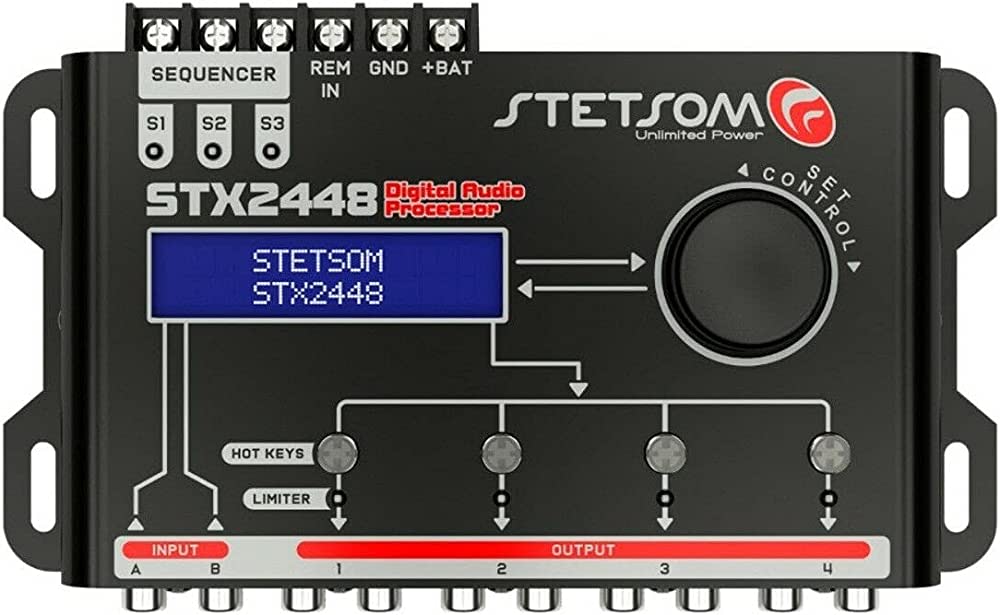 SEQUENCER
REM IN
GND
+BAT
S1 S2 S3
STETSOM
Unlimited Power
SET CONTROL
STX2448 Digital Audio Processor
STETSOM
STX2448
HOT KEYS
LIMITER
INPUT
OUTPUT
A B 1 2 3 4